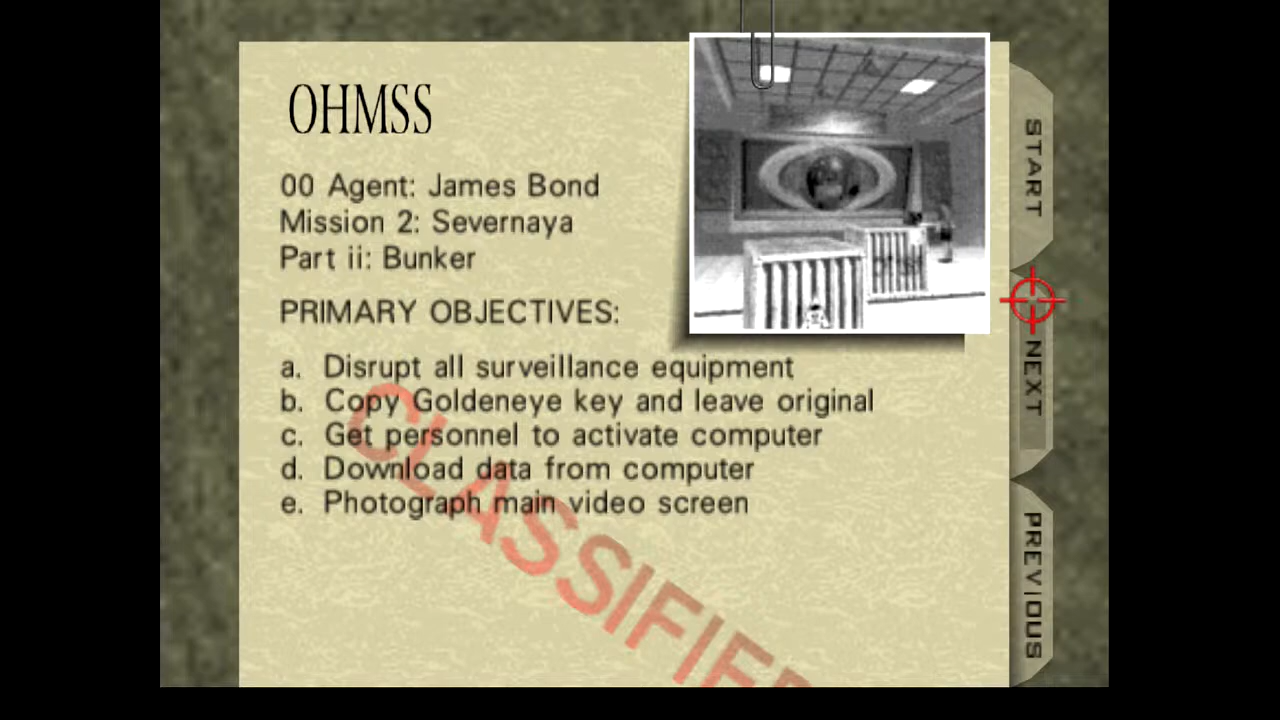 OHMSS
00 Agent: James Bond
Mission 2: Severnaya
Part ii: Bunker
PRIMARY OBJECTIVES:
a. Disrupt all surveillance equipment
b. Copy Goldeneye key and leave original
c. Get personnel to activate computer
d. Download data from computer
e. Photograph main video screen
CLASSIFIE
START
NEXT
PREVIOUS